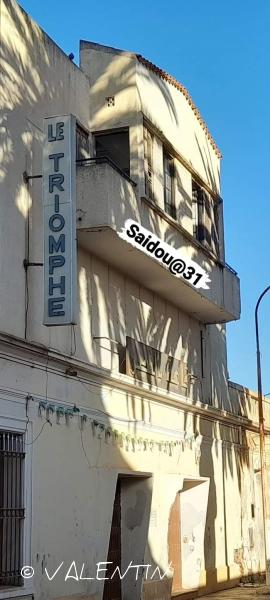 LE TRIOMPHE
Saidou@31
© VALENTIN